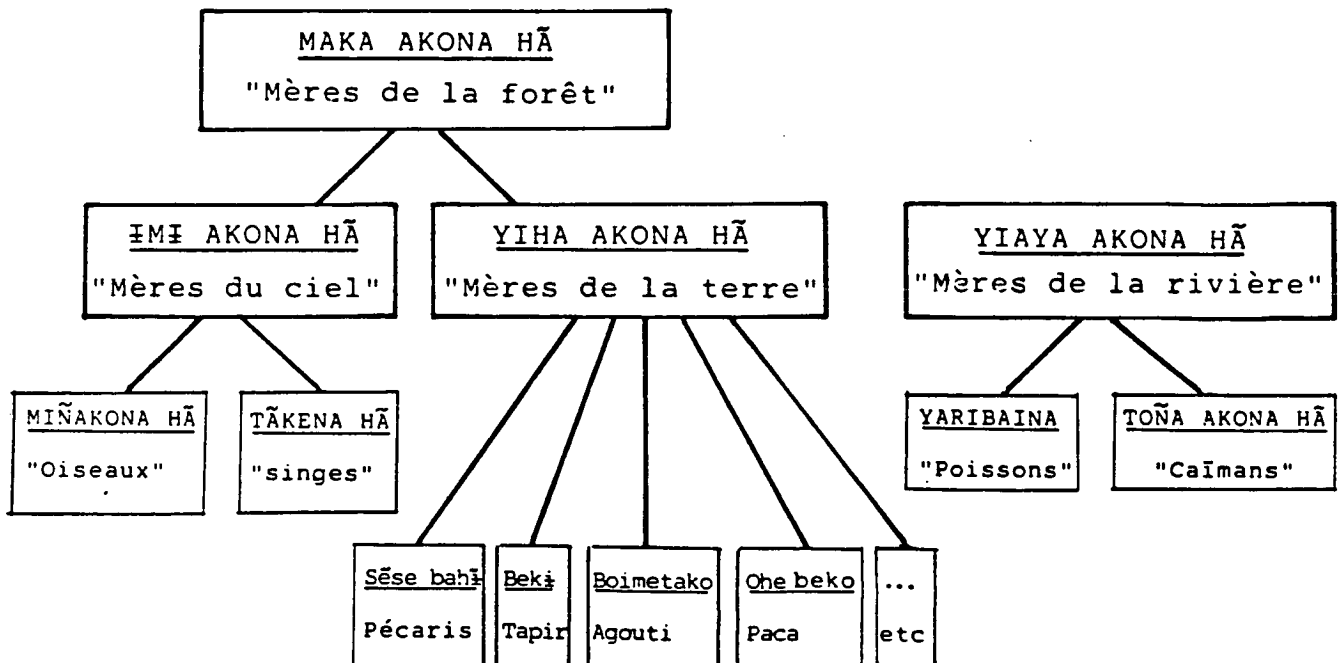 MAKA AKONA HÃ
"Mères de la forêt"
ƗMƗ AKONA HÃ
"Mères du ciel"
YIHA AKONA HÃ
"Mères de la terre"
YIAYA AKONA HÃ
"Mères de la rivière"
MIÑAKONA HÃ
"Oiseaux"
TÃKENA HÃ
"singes"
YARIBAINA
"Poissons"
TOÑA AKONA HÃ
"Caïmans"
Sẽse bahɨ
Pécaris
Bekɨ
Tapir
Boimetako
Agouti
Ohe beko
Paca
...
etc